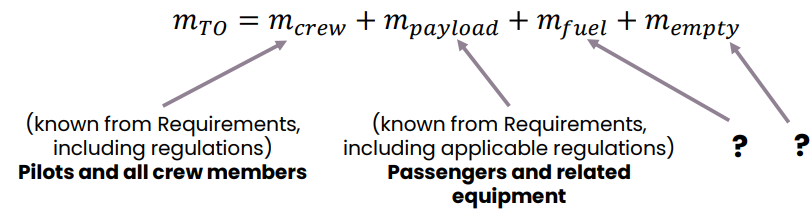 m_TO = m_crew + m_payload + m_fuel + m_empty
(known from Requirements,
including regulations)
Pilots and all crew members
(known from Requirements,
including applicable regulations)
Passengers and related
equipment
?
?